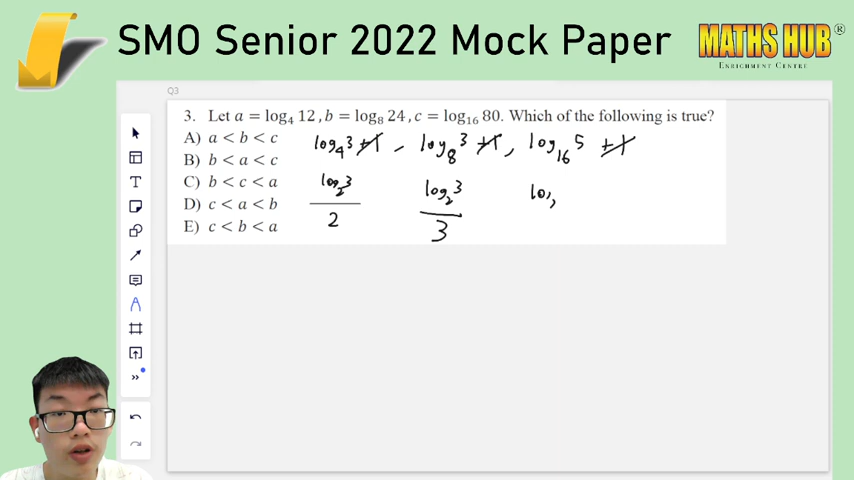 SMO Senior 2022 Mock Paper
MATHS HUB®
ENRICHMENT CENTRE
Q3
3. Let a = log₄ 12, b = log₈ 24, c = log₁₆ 80. Which of the following is true?
A) a < b < c
B) b < a < c
C) b < c < a
D) c < a < b
E) c < b < a
log₄ 3 +1 , log₈ 3 +1 , log₁₆ 5 +1
log₂ 3 / 2
log₂ 3 / 3
log